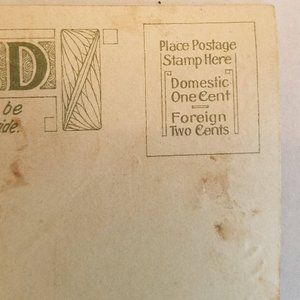 D
be
ide.
Place Postage
Stamp Here
Domestic
One Cent
Foreign
Two Cents